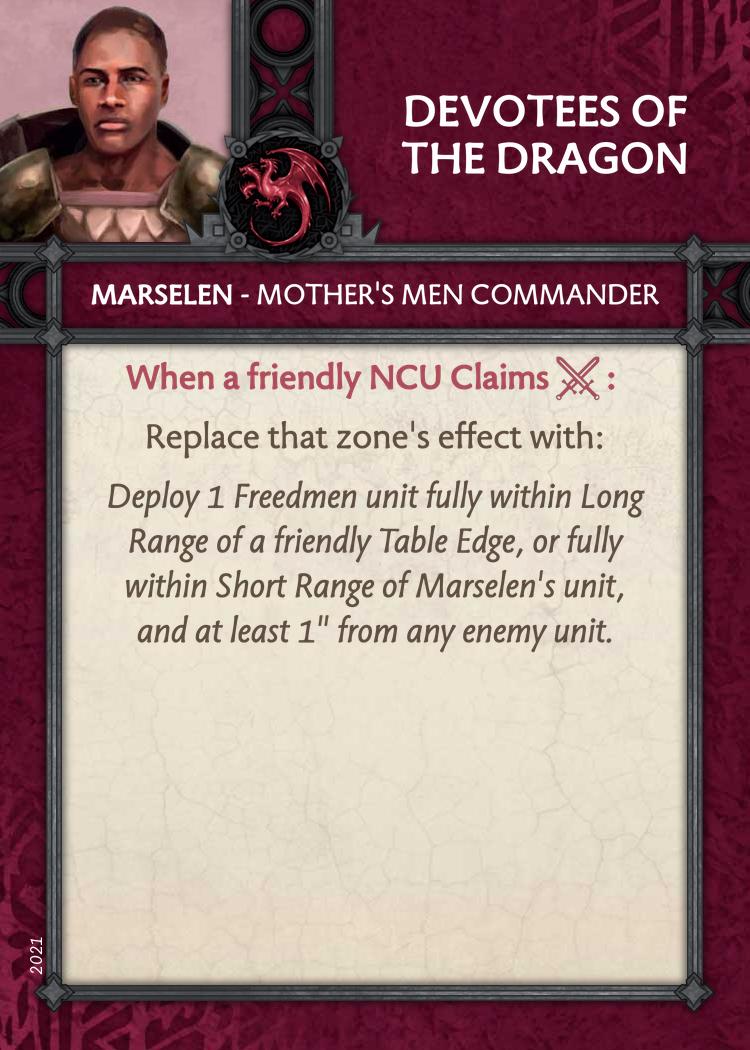 DEVOTEES OF
THE DRAGON
MARSELEN - MOTHER'S MEN COMMANDER
When a friendly NCU Claims :
Replace that zone's effect with:
Deploy 1 Freedmen unit fully within Long
Range of a friendly Table Edge, or fully
within Short Range of Marselen's unit,
and at least 1" from any enemy unit.
2021